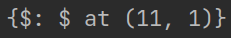 {$: $ at (11, 1)}